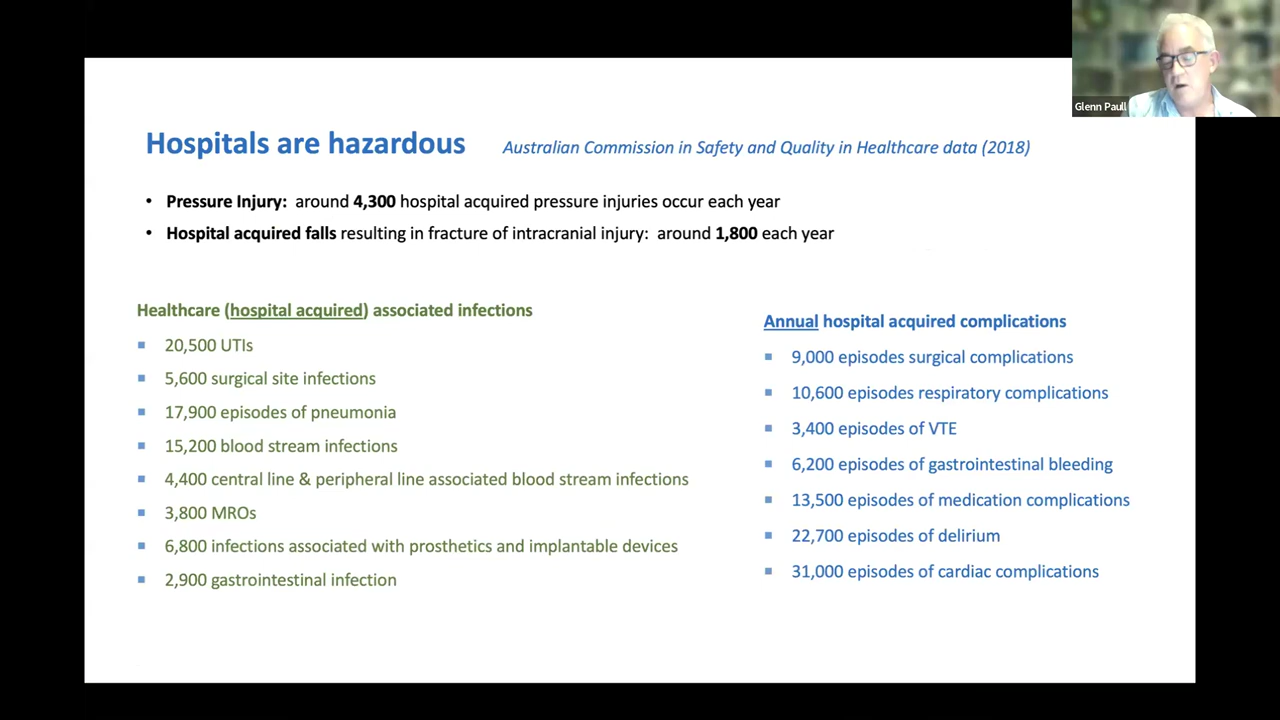 Glenn Paull
Hospitals are hazardous
Australian Commission in Safety and Quality in Healthcare data (2018)
• Pressure Injury: around 4,300 hospital acquired pressure injuries occur each year
• Hospital acquired falls resulting in fracture of intracranial injury: around 1,800 each year
Healthcare (hospital acquired) associated infections
▪ 20,500 UTIs
▪ 5,600 surgical site infections
▪ 17,900 episodes of pneumonia
▪ 15,200 blood stream infections
▪ 4,400 central line & peripheral line associated blood stream infections
▪ 3,800 MROs
▪ 6,800 infections associated with prosthetics and implantable devices
▪ 2,900 gastrointestinal infection
Annual hospital acquired complications
▪ 9,000 episodes surgical complications
▪ 10,600 episodes respiratory complications
▪ 3,400 episodes of VTE
▪ 6,200 episodes of gastrointestinal bleeding
▪ 13,500 episodes of medication complications
▪ 22,700 episodes of delirium
▪ 31,000 episodes of cardiac complications